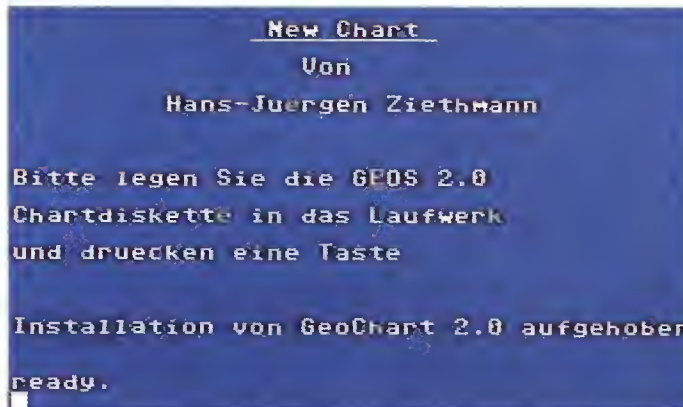 New Chart
Von
Hans-Juergen Ziethmann
Bitte legen Sie die GEOS 2.0
Chartdiskette in das Laufwerk
und druecken eine Taste
Installation von GeoChart 2.0 aufgehoben
ready.